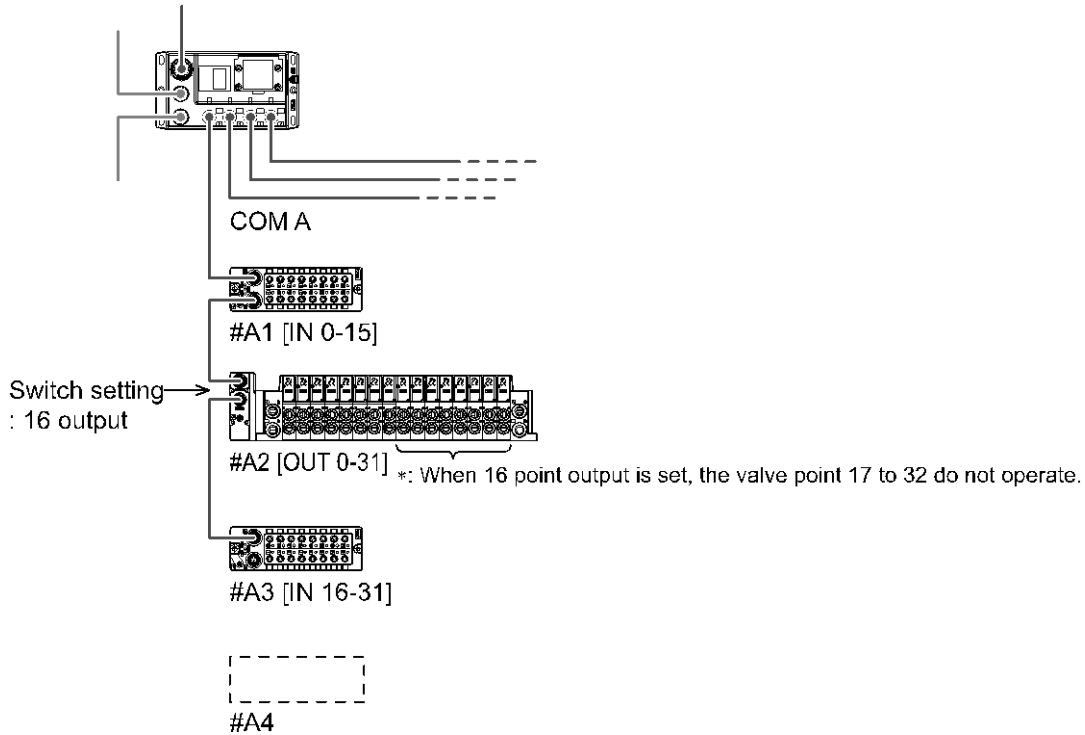 COM A
#A1 [IN 0-15]
Switch setting
: 16 output
#A2 [OUT 0-31]
*: When 16 point output is set, the valve point 17 to 32 do not operate.
#A3 [IN 16-31]
#A4